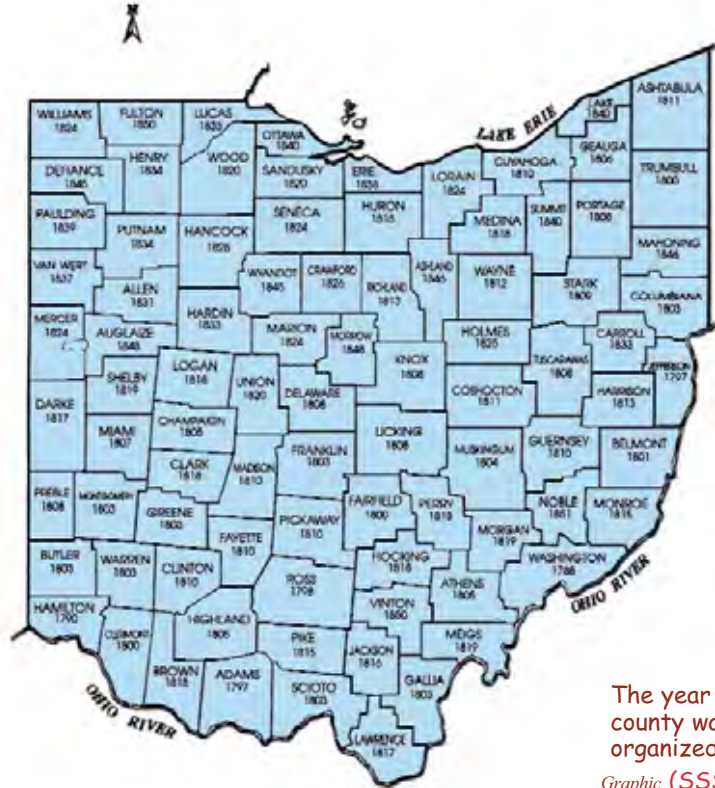 N
WILLIAMS
1824
FULTON
1850
LUCAS
1835
OTTAWA
1840
LAKE ERIE
LAKE
1840
ASHTABULA
1811
HENRY
1834
WOOD
1820
SANDUSKY
1820
ERIE
1838
LORAIN
1824
CUYAHOGA
1810
GEAUGA
1806
TRUMBULL
1800
DEFIANCE
1845
PAULDING
1839
PUTNAM
1834
HANCOCK
1828
SENECA
1824
HURON
1815
MEDINA
1818
SUMMIT
1840
PORTAGE
1808
MAHONING
1846
VAN WERT
1837
ALLEN
1831
WYANDOT
1845
CRAWFORD
1826
RICHLAND
1813
ASHLAND
1846
WAYNE
1812
STARK
1809
COLUMBIANA
1803
MERCER
1824
AUGLAIZE
1848
HARDIN
1833
MARION
1824
MORROW
1848
HOLMES
1825
CARROLL
1833
JEFFERSON
1797
LOGAN
1818
SHELBY
1819
UNION
1820
DELAWARE
1808
KNOX
1808
COSHOCTON
1811
TUSCARAWAS
1808
HARRISON
1813
DARKE
1817
MIAMI
1807
CHAMPAIGN
1805
LICKING
1808
MUSKINGUM
1804
GUERNSEY
1810
BELMONT
1801
CLARK
1818
MADISON
1810
FRANKLIN
1803
PREBLE
1808
MONTGOMERY
1803
GREENE
1803
FAYETTE
1810
PICKAWAY
1810
FAIRFIELD
1800
PERRY
1818
MORGAN
1819
NOBLE
1851
MONROE
1815
BUTLER
1803
WARREN
1803
CLINTON
1810
ROSS
1798
HOCKING
1818
ATHENS
1805
WASHINGTON
1788
HAMILTON
1790
CLERMONT
1800
HIGHLAND
1805
VINTON
1850
MEIGS
1819
OHIO RIVER
BROWN
1818
ADAMS
1797
PIKE
1815
JACKSON
1816
GALLIA
1803
SCIOTO
1803
LAWRENCE
1817
OHIO RIVER
The year
county
organized
Graphic (SSS